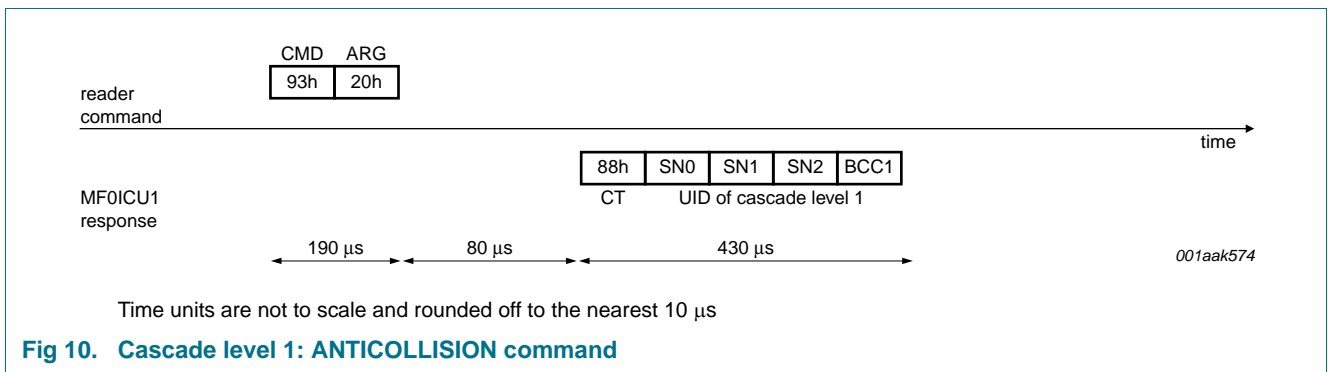 CMD ARG
93h 20h
reader
command
time
88h SN0 SN1 SN2 BCC1
MF0ICU1
response
CT UID of cascade level 1
190 μs 80 μs 430 μs
001aak574
Time units are not to scale and rounded off to the nearest 10 μs
Fig 10. Cascade level 1: ANTICOLLISION command